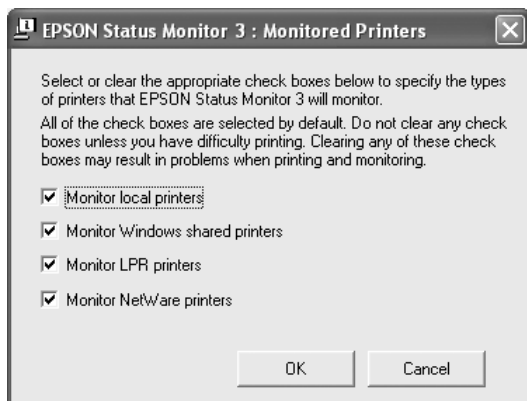 EPSON Status Monitor 3 : Monitored Printers
Select or clear the appropriate check boxes below to specify the types
of printers that EPSON Status Monitor 3 will monitor.
All of the check boxes are selected by default. Do not clear any check
boxes unless you have difficulty printing. Clearing any of these check
boxes may result in problems when printing and monitoring.
Monitor local printers
Monitor Windows shared printers
Monitor LPR printers
Monitor NetWare printers
OK
Cancel